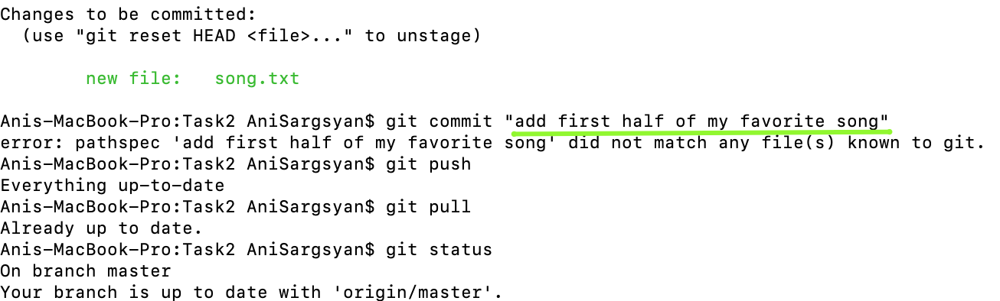 Changes to be committed:
(use "git reset HEAD <file>..." to unstage)
new file: song.txt
Anis-MacBook-Pro:Task2 AniSargsyan$ git commit "add first half of my favorite song"
error: pathspec 'add first half of my favorite song' did not match any file(s) known to git.
Anis-MacBook-Pro:Task2 AniSargsyan$ git push
Everything up-to-date
Anis-MacBook-Pro:Task2 AniSargsyan$ git pull
Already up to date.
Anis-MacBook-Pro:Task2 AniSargsyan$ git status
On branch master
Your branch is up to date with 'origin/master'.